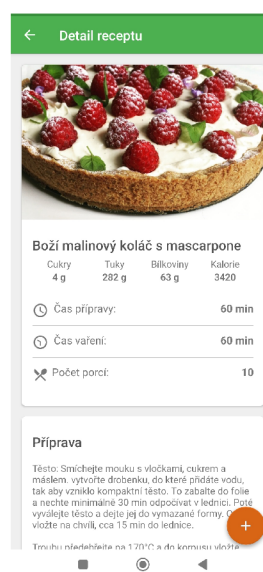 Detail receptu
Boží malinový koláč s mascarpone
Cukry Tuky Bílkoviny Kalorie
4 g 282 g 63 g 3420
Čas přípravy: 60 min
Čas vaření: 60 min
Počet porcí: 10
Příprava
Těsto: Smíchejte mouku s vločkami, cukrem a
máslem. vytvořte drobenku, do které přidáte vodu,
tak aby vzniklo kompaktní těsto. To zabalte do folie
a nechte minimálně 30 min odpočívat v lednici. Poté
vyválejte těsto a dejte jej do vymazané formy.
vložte na chvíli, cca 15 min do lednice.
Troubu předehřejte na 170°C a do korpusu vložte